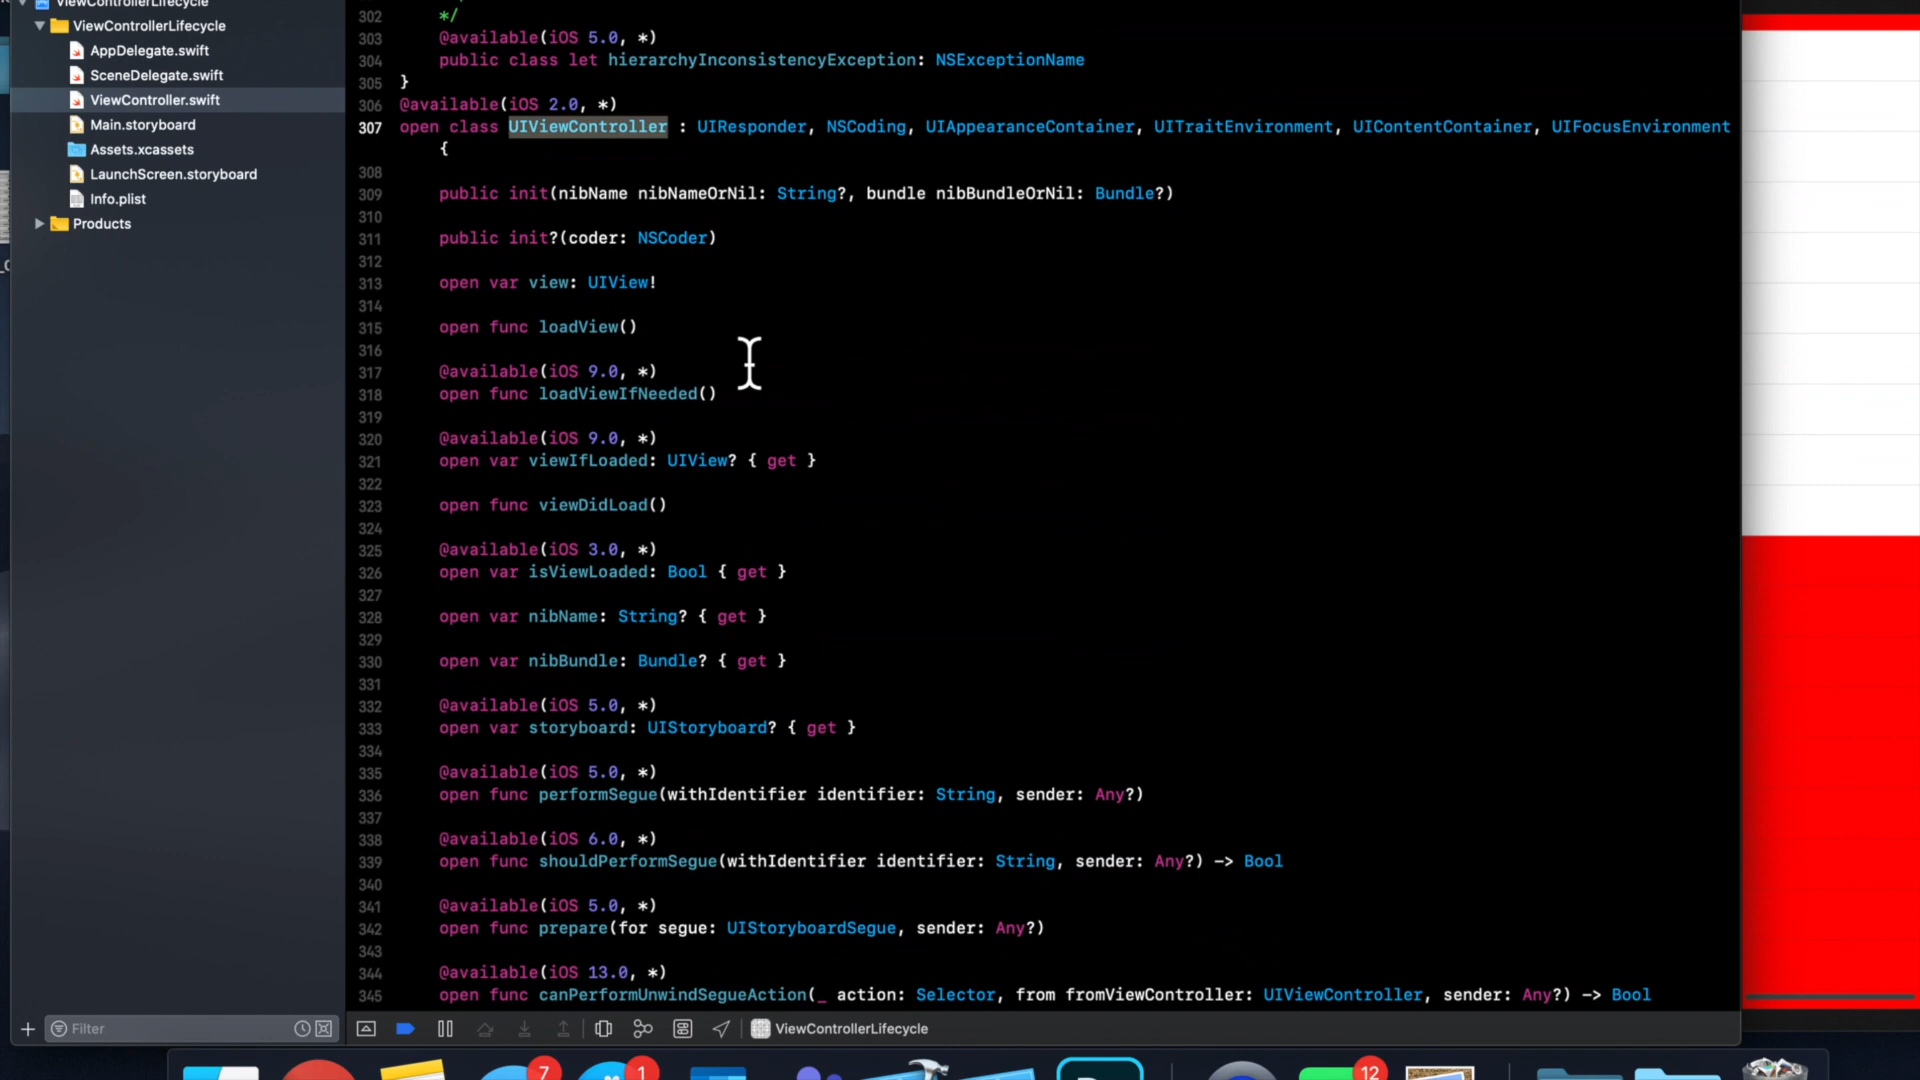 ViewControllerLifecycle
ViewControllerLifecycle
AppDelegate.swift
SceneDelegate.swift
ViewController.swift
Main.storyboard
Assets.xcassets
LaunchScreen.storyboard
Info.plist
Products
302 */
303 @available(iOS 5.0, *)
304 public class let hierarchyInconsistencyException: NSExceptionName
305 }
306 @available(iOS 2.0, *)
307 open class UIViewController : UIResponder, NSCoding, UIAppearanceContainer, UITraitEnvironment, UIContentContainer, UIFocusEnvironment
{
308
309 public init(nibName nibNameOrNil: String?, bundle nibBundleOrNil: Bundle?)
310
311 public init?(coder: NSCoder)
312
313 open var view: UIView!
314
315 open func loadView()
316
317 @available(iOS 9.0, *)
318 open func loadViewIfNeeded()
319
320 @available(iOS 9.0, *)
321 open var viewIfLoaded: UIView? { get }
322
323 open func viewDidLoad()
324
325 @available(iOS 3.0, *)
326 open var isViewLoaded: Bool { get }
327
328 open var nibName: String? { get }
329
330 open var nibBundle: Bundle? { get }
331
332 @available(iOS 5.0, *)
333 open var storyboard: UIStoryboard? { get }
334
335 @available(iOS 5.0, *)
336 open func performSegue(withIdentifier identifier: String, sender: Any?)
337
338 @available(iOS 6.0, *)
339 open func shouldPerformSegue(withIdentifier identifier: String, sender: Any?) -> Bool
340
341 @available(iOS 5.0, *)
342 open func prepare(for segue: UIStoryboardSegue, sender: Any?)
343
344 @available(iOS 13.0, *)
345 open func canPerformUnwindSegueAction(_ action: Selector, from fromViewController: UIViewController, sender: Any?) -> Bool
Filter
ViewControllerLifecycle
7
1
12